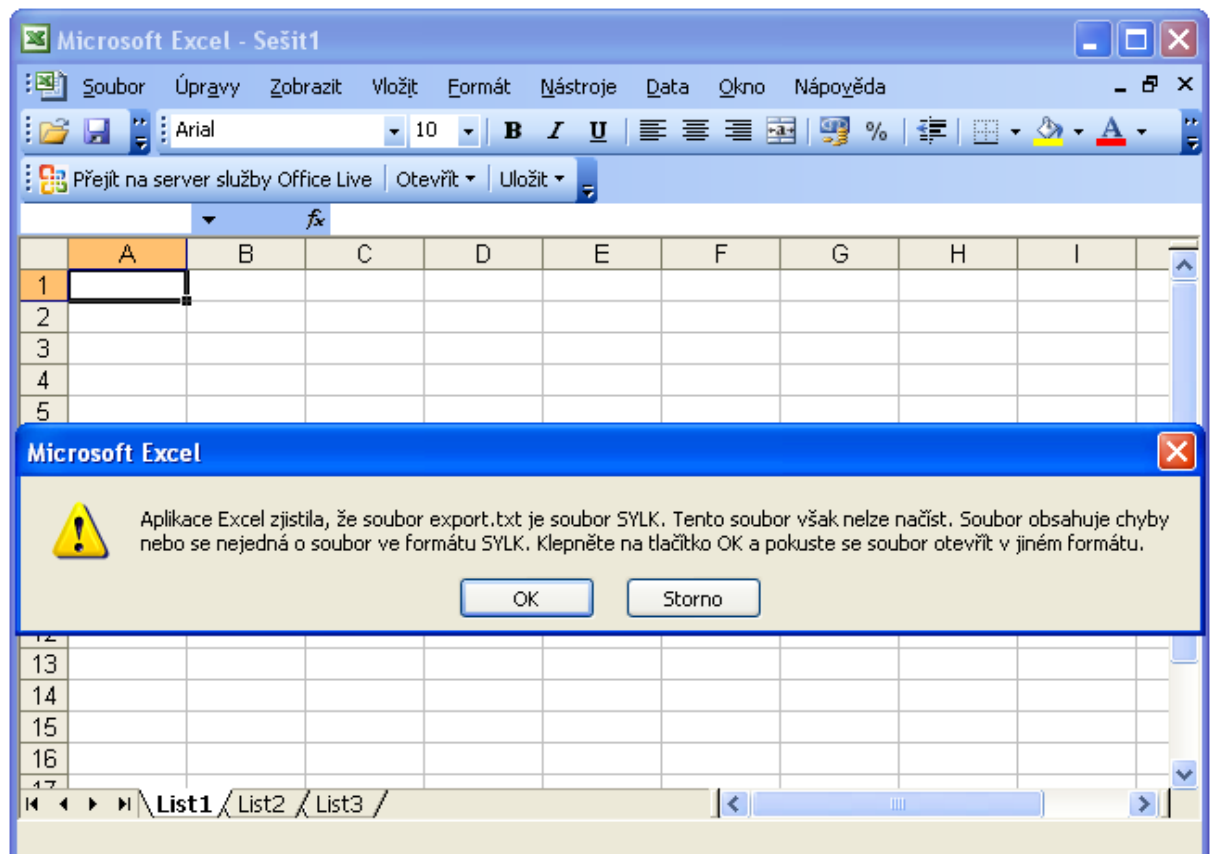 Microsoft Excel - Sešit1
Soubor Úpravy Zobrazit Vložit Formát Nástroje Data Okno Nápověda
Arial 10 B I U %
Přejít na server služby Office Live Otevřít Uložit
fx
A B C D E F G H I
1
2
3
4
5
Microsoft Excel
Aplikace Excel zjistila, že soubor export.txt je soubor SYLK. Tento soubor však nelze načíst. Soubor obsahuje chyby
nebo se nejedná o soubor ve formátu SYLK. Klepněte na tlačítko OK a pokuste se soubor otevřít v jiném formátu.
OK Storno
12
13
14
15
16
17
List1 List2 List3